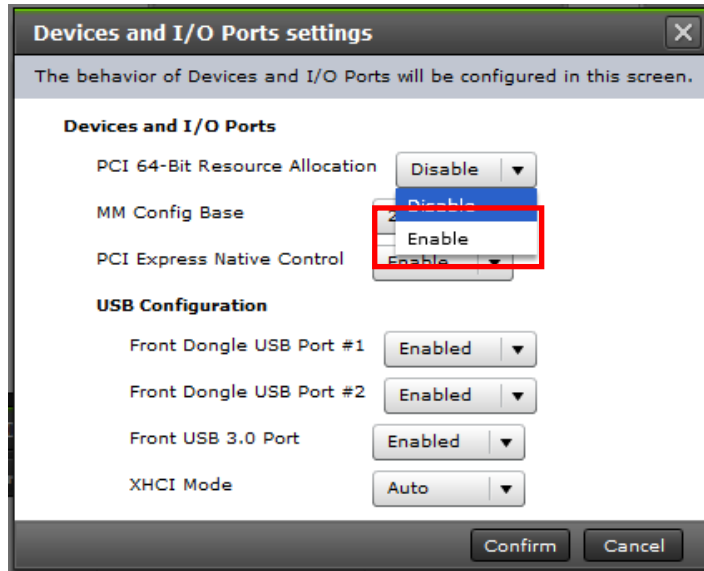 Devices and I/O Ports settings
The behavior of Devices and I/O Ports will be configured in this screen.
Devices and I/O Ports
PCI 64-Bit Resource Allocation Disable
Disable
MM Config Base 2
Enable
PCI Express Native Control Enable
USB Configuration
Front Dongle USB Port #1 Enabled
Front Dongle USB Port #2 Enabled
Front USB 3.0 Port Enabled
XHCI Mode Auto
Confirm Cancel